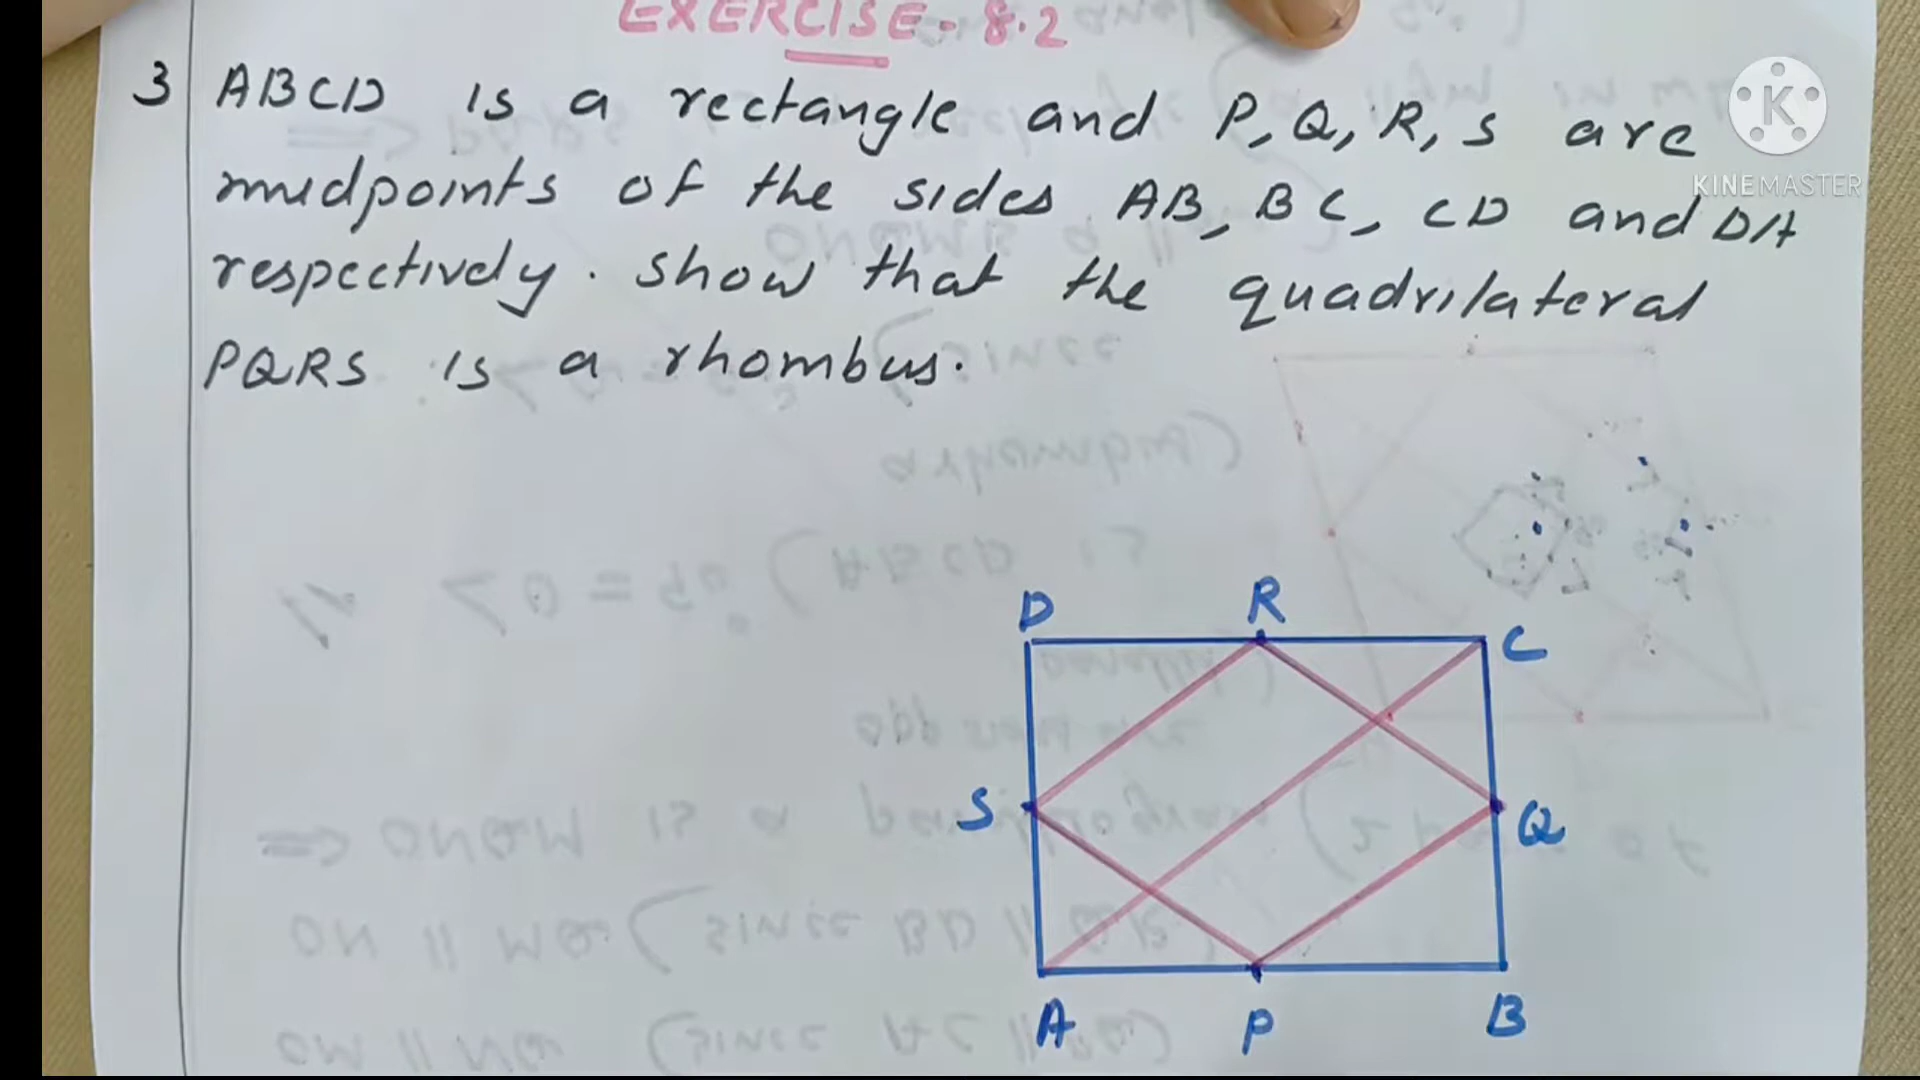 EXERCISE-8.2
3 ABCD is a rectangle and P, Q, R, S are
midpoints of the sides AB, BC, CD and DA
respectively. Show that the quadrilateral
PQRS is a rhombus.
K
KINEMASTER
D R C
S Q
A P B